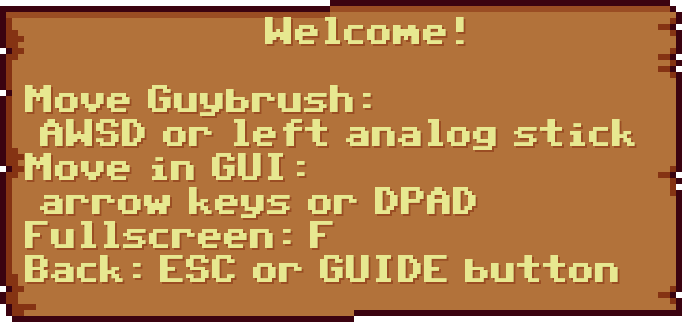 Welcome!
Move Guybrush:
AWSD or left analog stick
Move in GUI:
arrow keys or DPAD
Fullscreen: F
Back: ESC or GUIDE button